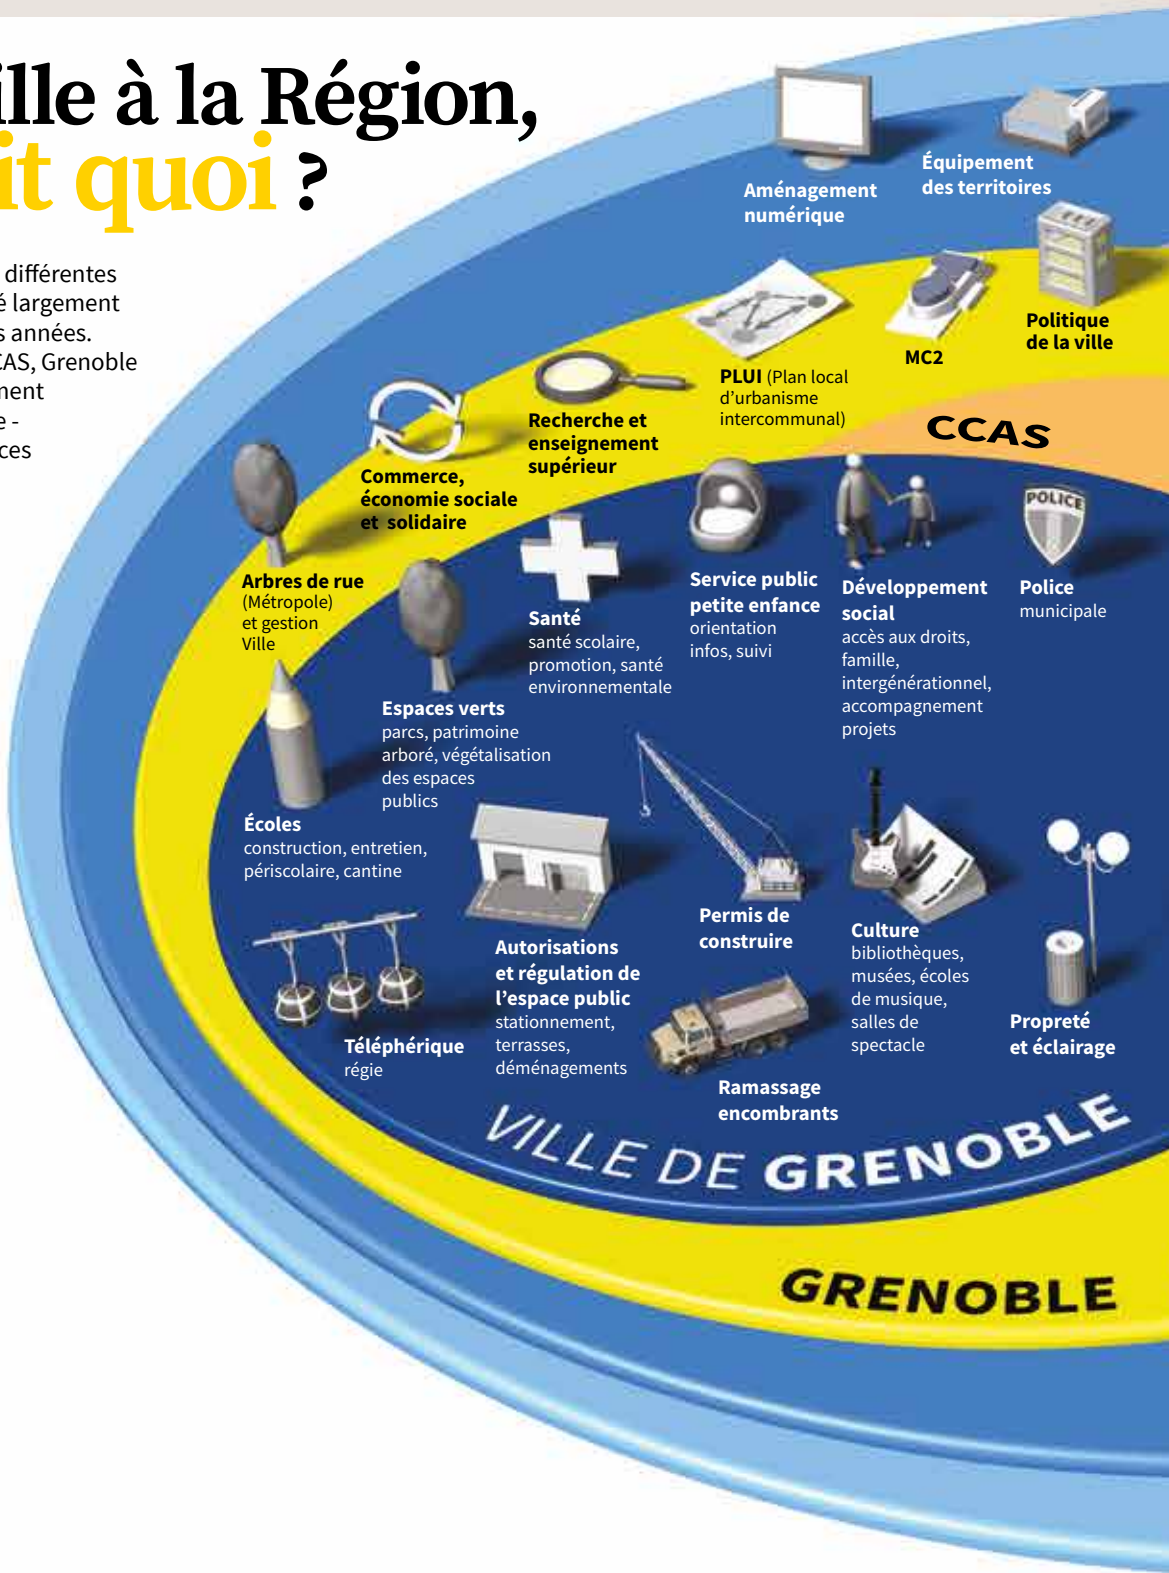 ille à la Région,
it quoi ?
différentes
é largement
s années.
CAS, Grenoble
ment
e -
ces
Aménagement
numérique
Équipement
des territoires
Politique
de la ville
MC2
PLUI (Plan local
d'urbanisme
intercommunal)
Recherche et
enseignement
supérieur
Commerce,
économie sociale
et solidaire
Arbres de rue
(Métropole)
et gestion
Ville
CCAS
Santé
santé scolaire,
promotion, santé
environnementale
Service public
petite enfance
orientation
infos, suivi
Développement
social
accès aux droits,
famille,
intergénérationnel,
accompagnement
projets
POLICE
Police
municipale
Espaces verts
parcs, patrimoine
arboré, végétalisation
des espaces
publics
Écoles
construction, entretien,
périscolaire, cantine
Téléphérique
régie
Autorisations
et régulation de
l'espace public
stationnement,
terrasses,
déménagements
Permis de
construire
Culture
bibliothèques,
musées, écoles
de musique,
salles de
spectacle
Propreté
et éclairage
Ramassage
encombrants
VILLE DE GRENOBLE
GRENOBLE